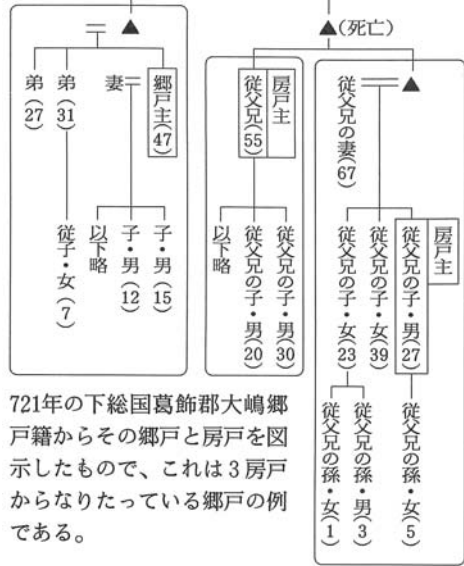 ▲(死亡)
▲
▲
房戸主
従父兄の妻(67)
従父兄の子・男(27)
従父兄の子・女(39)
従父兄の子・女(23)
従父兄の孫・女(5)
従父兄の孫・男(3)
従父兄の孫・女(1)
房戸主
従父兄(55)
従父兄の子・男(30)
従父兄の子・男(20)
以下略
郷戸主(47)
妻
弟(31)
弟(27)
子・男(15)
子・男(12)
以下略
従子・女(7)
721年の下総国葛飾郡大嶋郷
戸籍からその郷戸と房戸を図
示したもので、これは3房戸
からなりたっている郷戸の例
である。